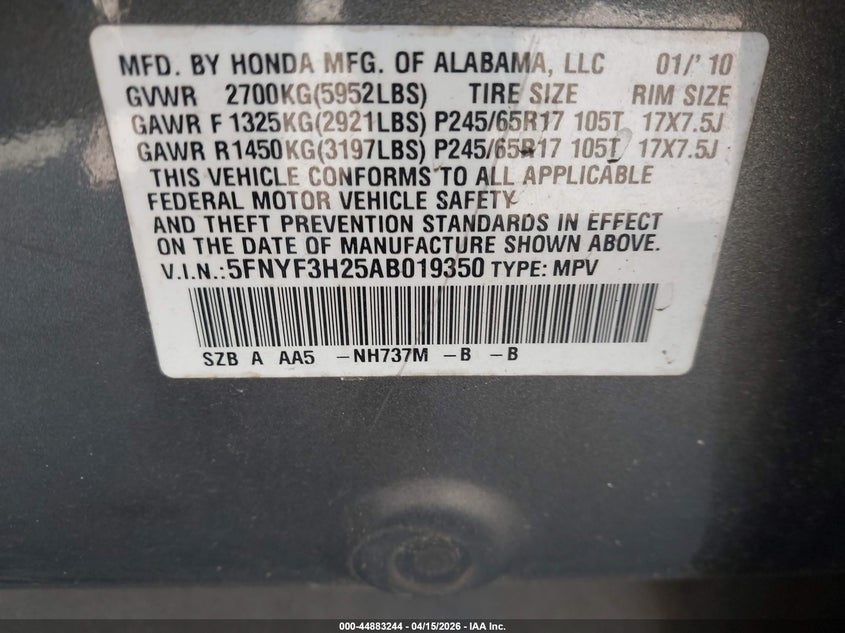 MFD. BY HONDA MFG. OF ALABAMA, LLC 01/'10
GVWR 2700KG(5952LBS) TIRE SIZE RIM SIZE
GAWR F 1325KG(2921LBS) P245/65R17 105T 17X7.5J
GAWR R1450KG(3197LBS) P245/65R17 105T 17X7.5J
THIS VEHICLE CONFORMS TO ALL APPLICABLE
FEDERAL MOTOR VEHICLE SAFETY
AND THEFT PREVENTION STANDARDS IN EFFECT
ON THE DATE OF MANUFACTURE SHOWN ABOVE.
V.I.N.:5FNYF3H25AB019350 TYPE: MPV
SZB A AA5 -NH737M -B -B
000-44883244 - 04/15/2026 - IAA Inc.